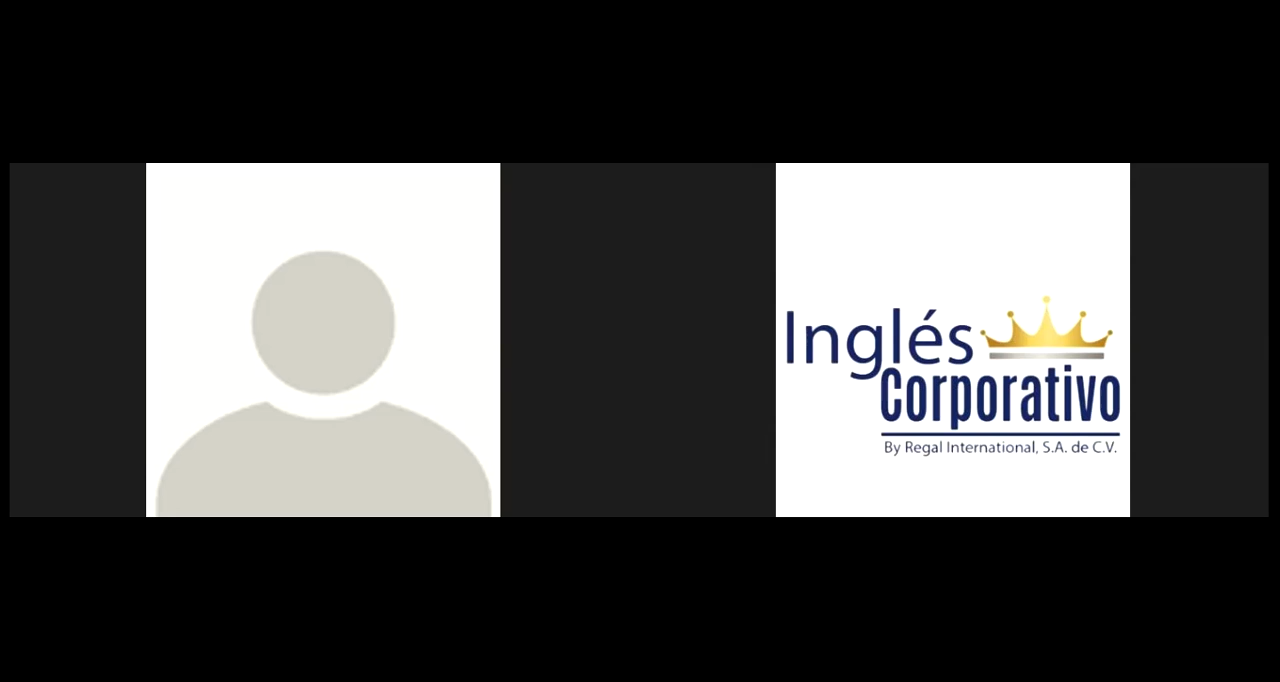 Inglés
Corporativo
By Regal International, S.A. de C.V.